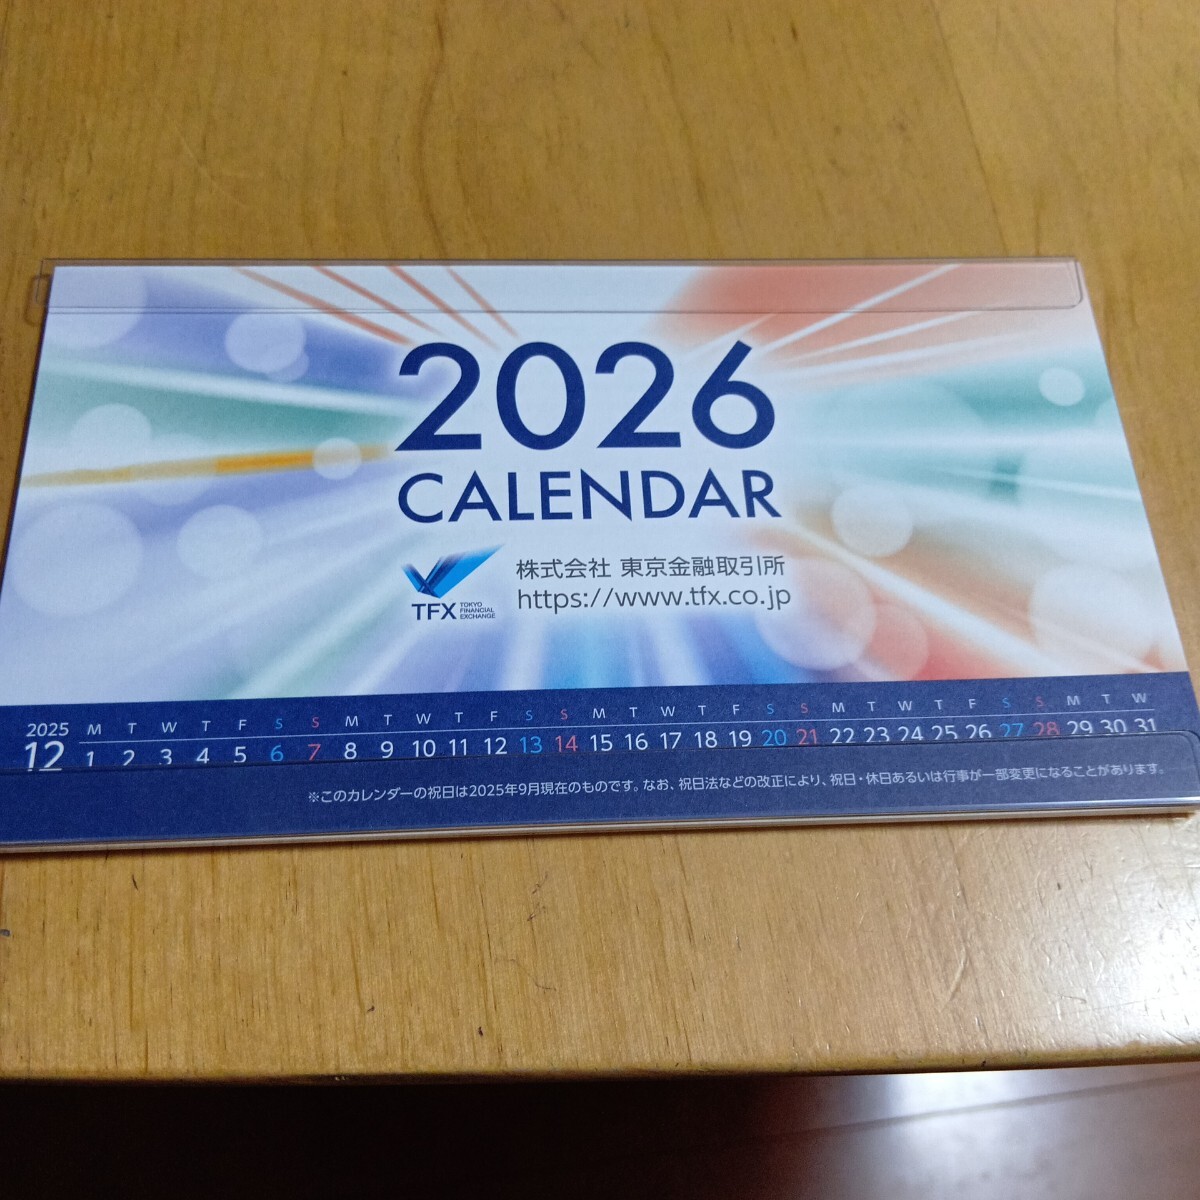 2026
CALENDAR
TFX TOKYO FINANCIAL EXCHANGE
株式会社 東京金融取引所
https://www.tfx.co.jp
2025 M T W T F S S M T W T F S S M T W T F S S M T W T F S S M T W
12 1 2 3 4 5 6 7 8 9 10 11 12 13 14 15 16 17 18 19 20 21 22 23 24 25 26 27 28 29 30 31
※このカレンダーの祝日は2025年9月現在のものです。なお、祝日法などの改正により、祝日・休日あるいは行事が一部変更になることがあります。